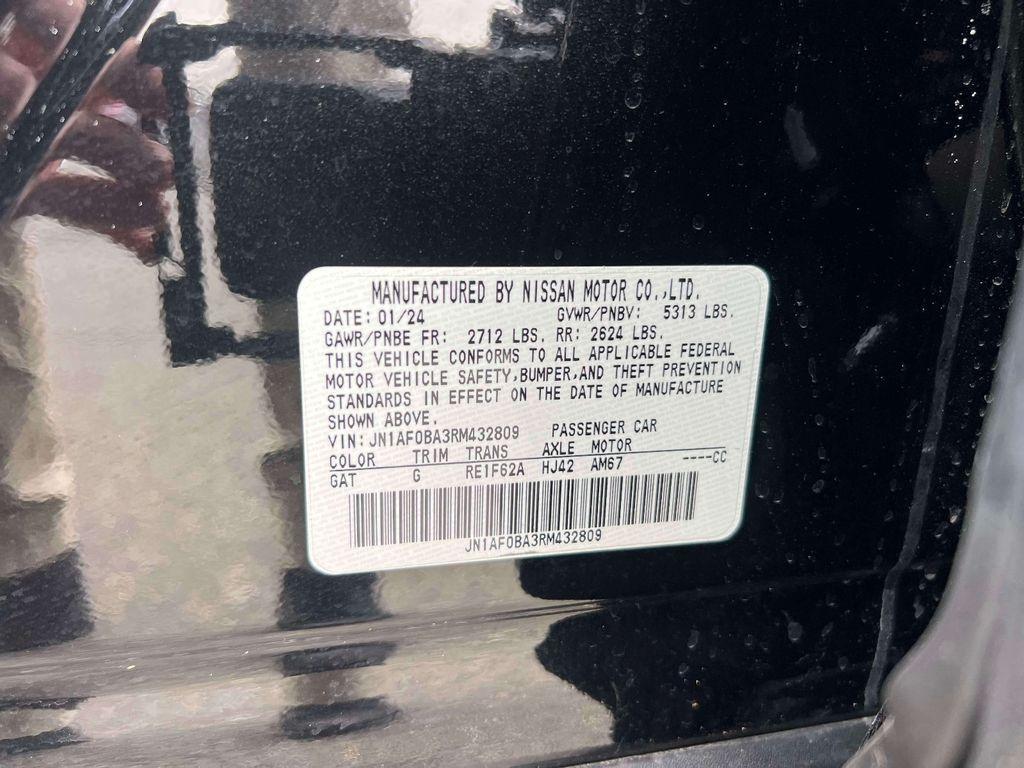 MANUFACTURED BY NISSAN MOTOR CO.,LTD.
DATE: 01/24 GVWR/PNBV: 5313 LBS.
GAWR/PNBE FR: 2712 LBS. RR: 2624 LBS.
THIS VEHICLE CONFORMS TO ALL APPLICABLE FEDERAL
MOTOR VEHICLE SAFETY,BUMPER,AND THEFT PREVENTION
STANDARDS IN EFFECT ON THE DATE OF MANUFACTURE
SHOWN ABOVE.
VIN:JN1AF0BA3RM432809 PASSENGER CAR
COLOR TRIM TRANS AXLE MOTOR ----CC
GAT G RE1F62A HJ42 AM67
JN1AF0BA3RM432809